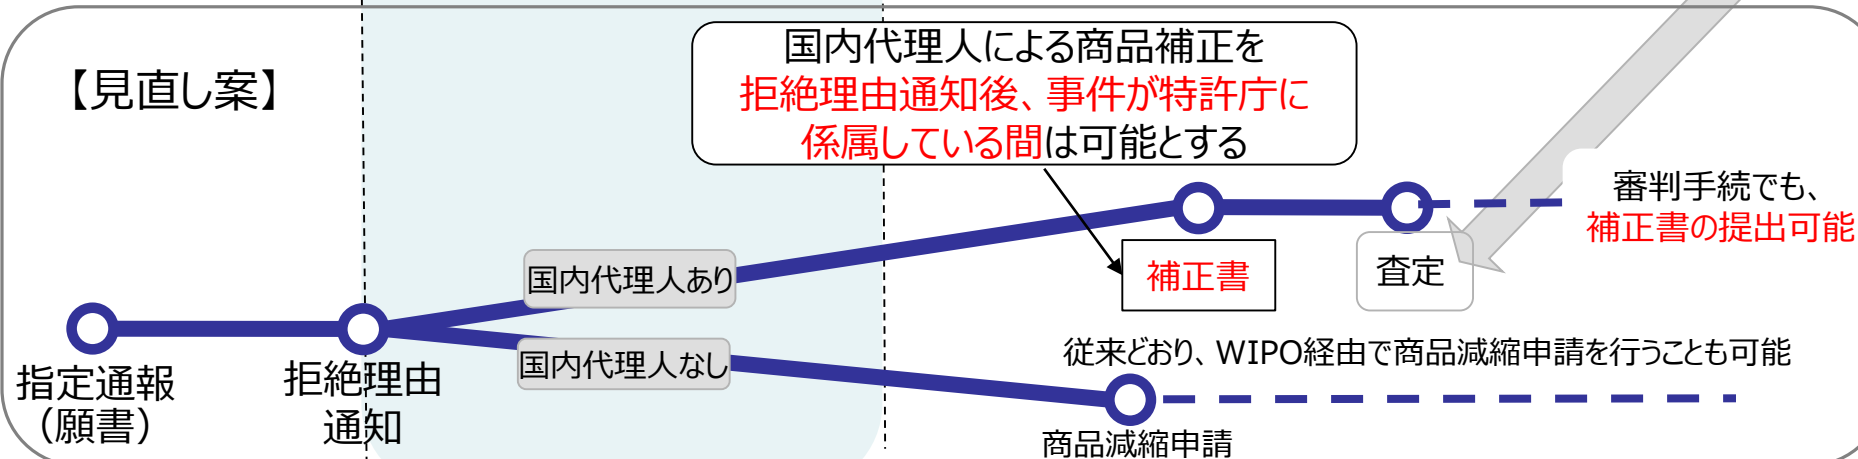 【見直し案】
国内代理人による商品補正を
拒絶理由通知後、事件が特許庁に
係属している間は可能とする
審判手続でも、
補正書の提出可能
国内代理人あり
補正書
査定
指定通報
（願書）
拒絶理由
通知
国内代理人なし
従来どおり、WIPO経由で商品減縮申請を行うことも可能
商品減縮申請